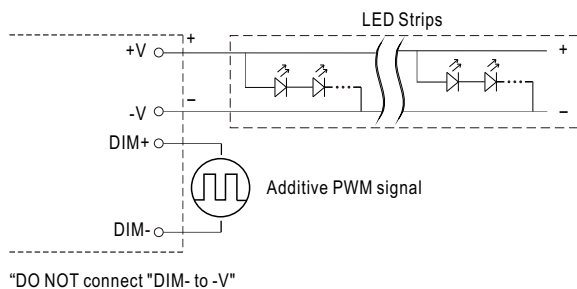 LED Strips
+V
+
+
-V
–
–
DIM+
Additive PWM signal
DIM-
“DO NOT connect "DIM- to -V"